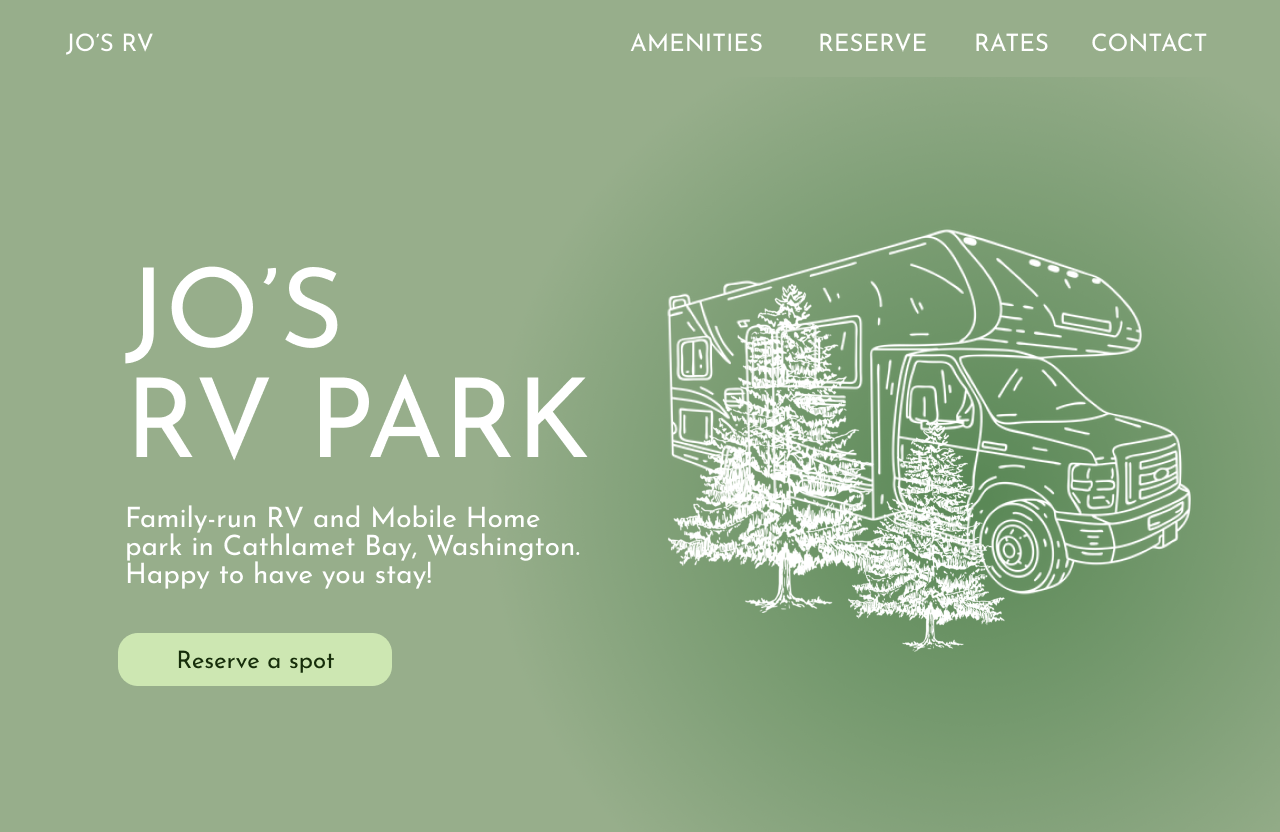 JO’S RV
AMENITIES RESERVE RATES CONTACT
JO’S
RV PARK
Family-run RV and Mobile Home
park in Cathlamet Bay, Washington.
Happy to have you stay!
Reserve a spot